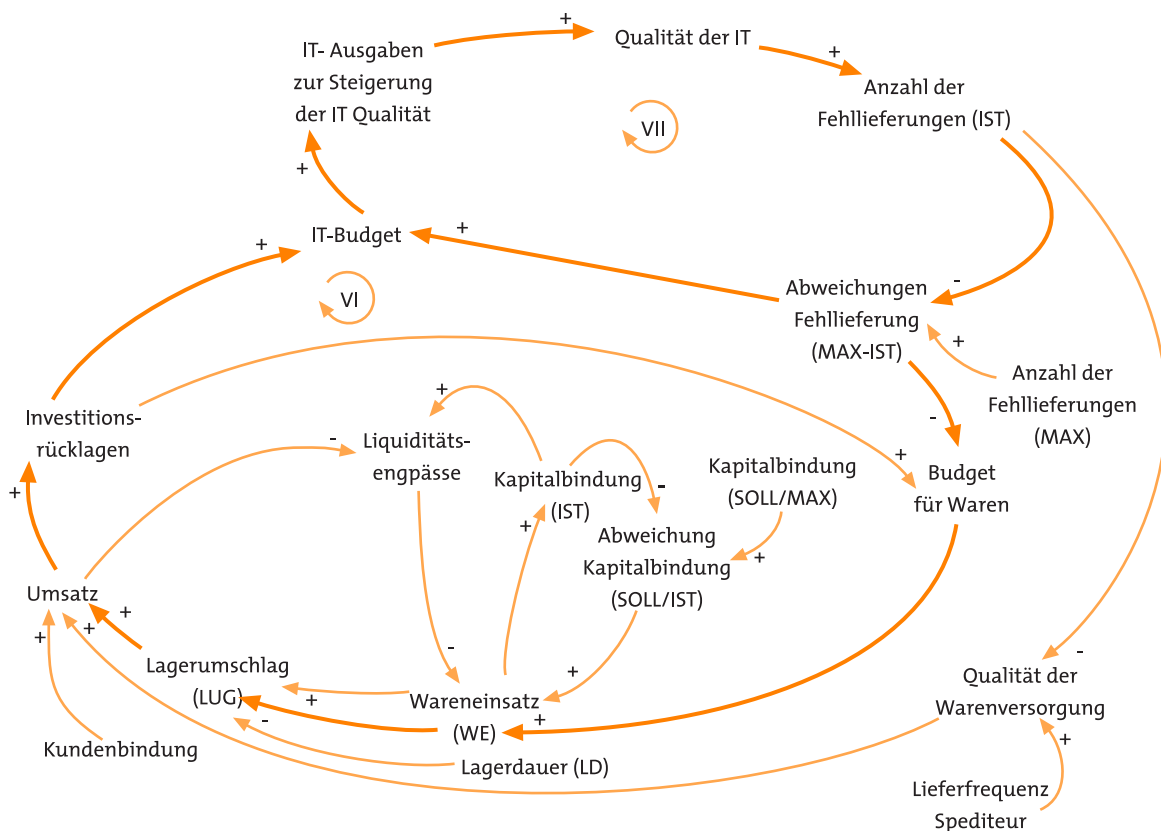 IT- Ausgaben
zur Steigerung
der IT Qualität
+
Qualität der IT
+
Anzahl der
Fehllieferungen (IST)
VII
+
IT-Budget
+
+
VI
-
Abweichungen
Fehllieferung
(MAX-IST)
+
Anzahl der
Fehllieferungen
(MAX)
-
Investitions-
rücklagen
+
-
Liquiditäts-
engpässe
+
Kapitalbindung
(IST)
-
+
Kapitalbindung
(SOLL/MAX)
+
Abweichung
Kapitalbindung
(SOLL/IST)
+
Budget
für Waren
Umsatz
+
+
+
Lagerumschlag
(LUG)
+
-
-
Wareneinsatz
(WE)
+
+
Lagerdauer (LD)
Kundenbindung
-
Qualität der
Warenversorgung
+
Lieferfrequenz
Spediteur